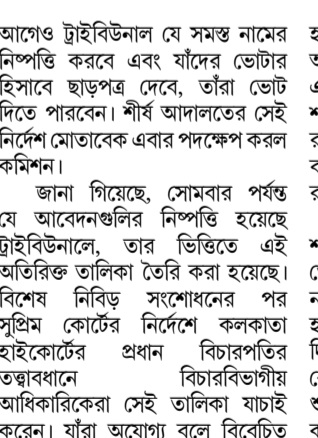 আগেও ট্রাইবিউনাল যে সমস্ত নামের
নিষ্পত্তি করবে এবং যাঁদের ভোটার
হিসাবে ছাড়পত্র দেবে, তাঁরা ভোট
দিতে পারবেন। শীর্ষ আদালতের সেই
নির্দেশ মোতাবেক এবার পদক্ষেপ করল
কমিশন।
জানা গিয়েছে, সোমবার পর্যন্ত
যে আবেদনগুলির নিষ্পত্তি হয়েছে
ট্রাইবিউনালে, তার ভিত্তিতে এই
অতিরিক্ত তালিকা তৈরি করা হয়েছে।
বিশেষ নিবিড় সংশোধনের পর
সুপ্রিম কোর্টের নির্দেশে কলকাতা
হাইকোর্টের প্রধান বিচারপতির
তত্ত্বাবধানে বিচারবিভাগীয়
আধিকারিকেরা সেই তালিকা যাচাই
করেন। যাঁরা অযোগ্য বলে বিবেচিত